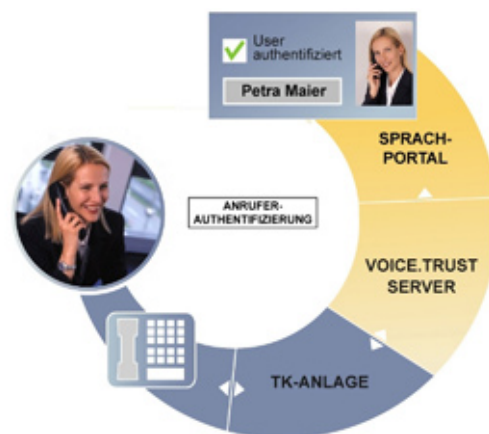 User
authentifiziert
Petra Maier
SPRACH-
PORTAL
ANRUFER-
AUTHENTIFIZIERUNG
VOICE.TRUST
SERVER
TK-ANLAGE